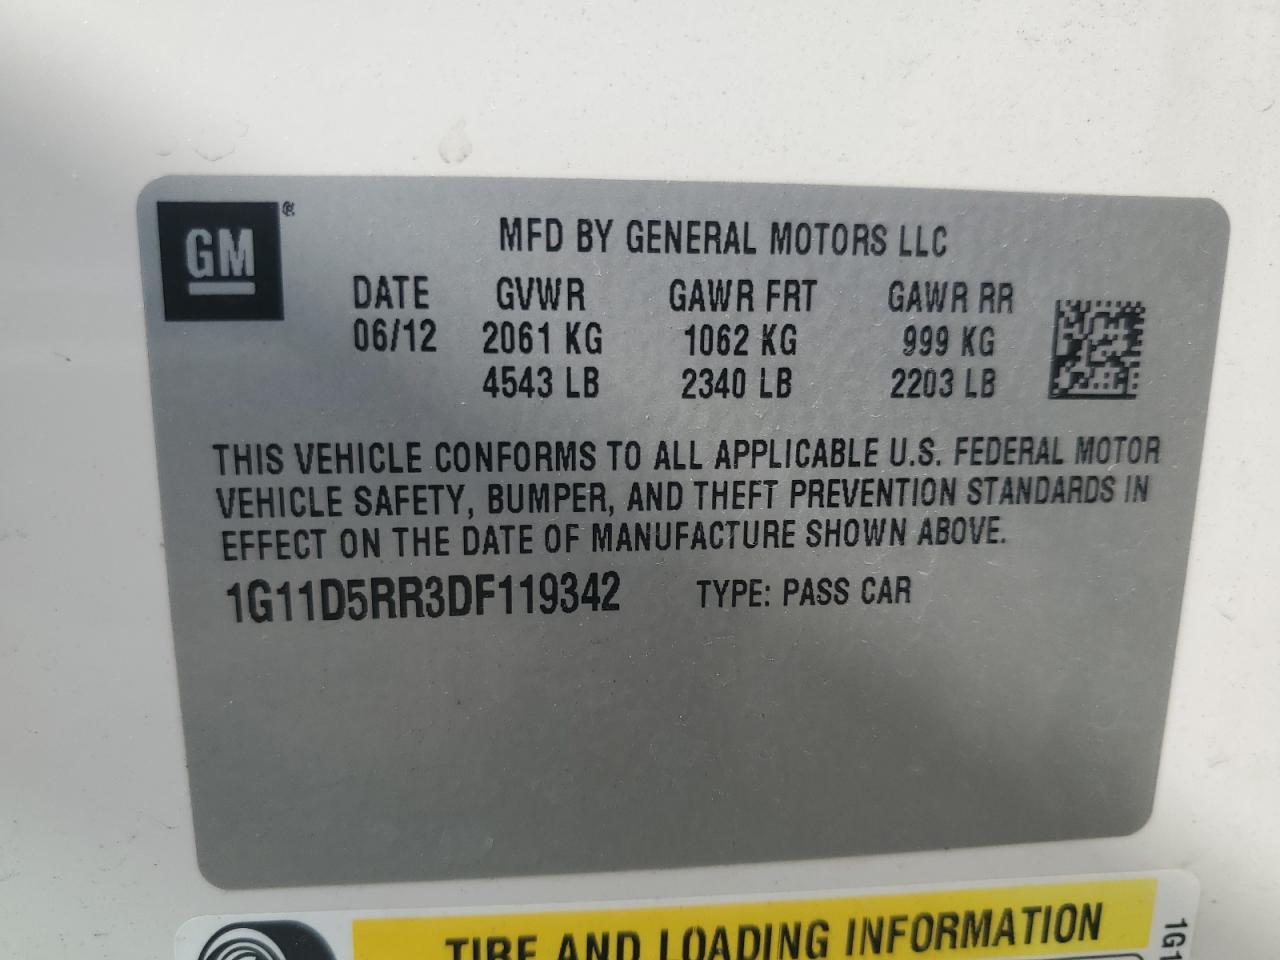 GM ®
MFD BY GENERAL MOTORS LLC
DATE GVWR GAWR FRT GAWR RR
06/12 2061 KG 1062 KG 999 KG
4543 LB 2340 LB 2203 LB
THIS VEHICLE CONFORMS TO ALL APPLICABLE U.S. FEDERAL MOTOR
VEHICLE SAFETY, BUMPER, AND THEFT PREVENTION STANDARDS IN
EFFECT ON THE DATE OF MANUFACTURE SHOWN ABOVE.
1G11D5RR3DF119342 TYPE: PASS CAR
TIRE AND LOADING INFORMATION